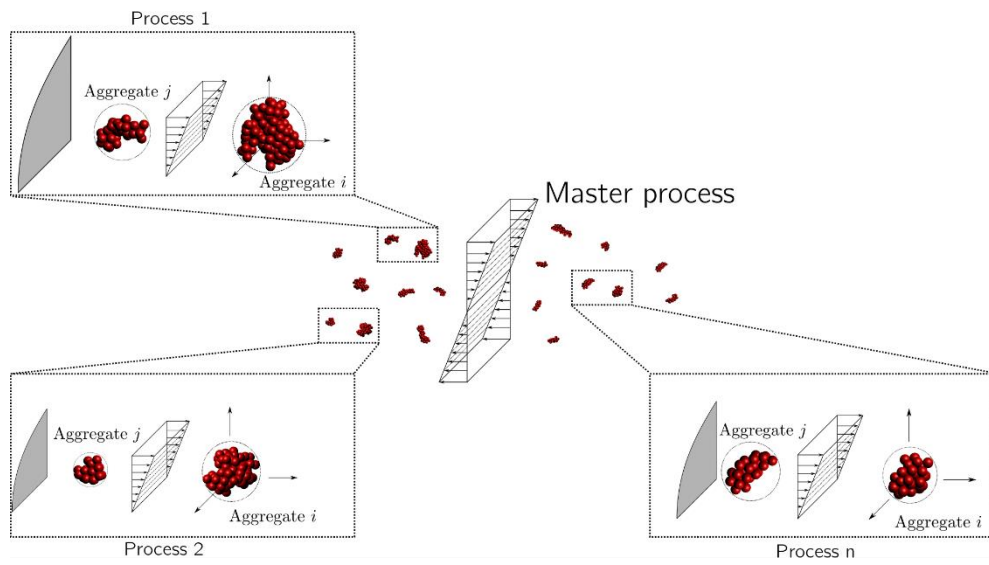 Process 1
Aggregate j
Aggregate i
Master process
Aggregate j
Aggregate i
Process 2
Aggregate j
Aggregate i
Process n